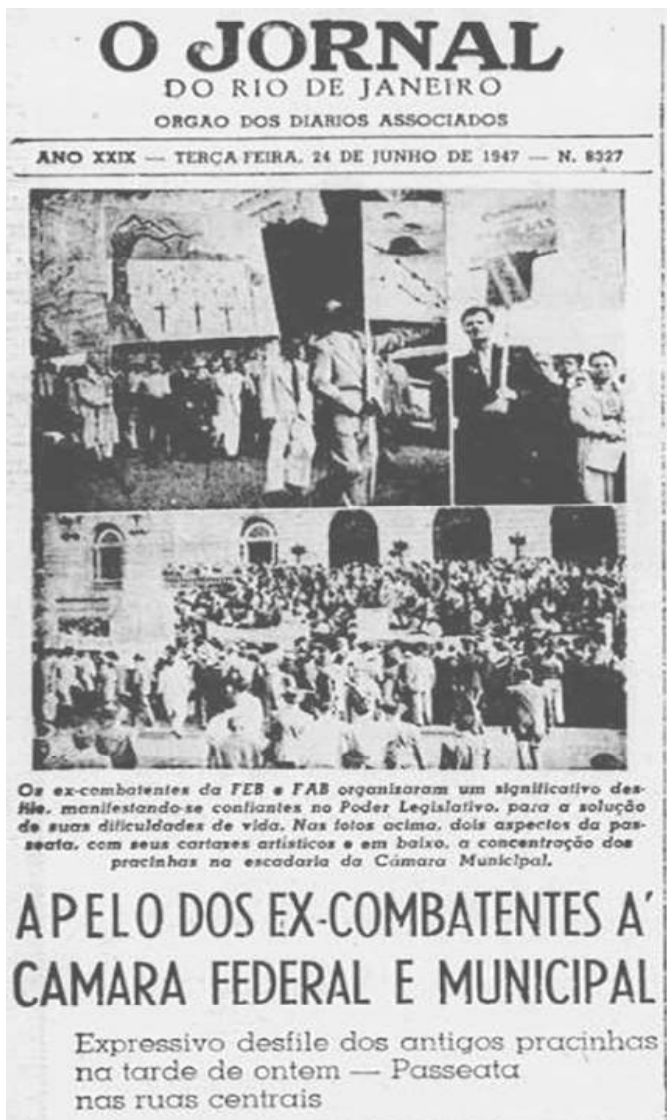 O JORNAL
DO RIO DE JANEIRO
ORGAO DOS DIARIOS ASSOCIADOS
ANO XXIX — TERÇA-FEIRA, 24 DE JUNHO DE 1947 — N. 8327
Os ex-combatentes da FEB e FAB organizaram um significativo des-
file, manifestando-se confiantes no Poder Legislativo, para a solução
de suas dificuldades de vida. Nas fotos acima, dois aspectos da pas-
seata, com seus cartazes artísticos e em baixo, a concentração dos
pracinhas na escadaria da Câmara Municipal.
APELO DOS EX-COMBATENTES A'
CAMARA FEDERAL E MUNICIPAL
Expressivo desfile dos antigos pracinhas
na tarde de ontem — Passeata
nas ruas centrais